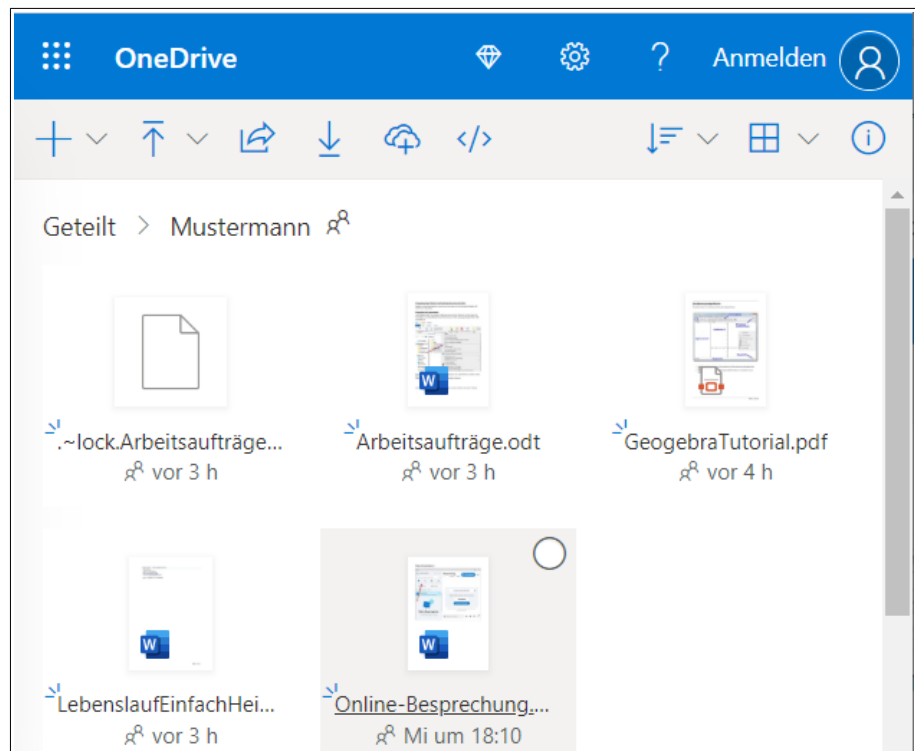 OneDrive ? Anmelden
</>
Geteilt > Mustermann
.~lock.Arbeitsaufträge... Arbeitsaufträge.odt GeogebraTutorial.pdf
vor 3 h vor 3 h vor 4 h
W
W W
LebenslaufEinfachHei... Online-Besprechung....
vor 3 h Mi um 18:10